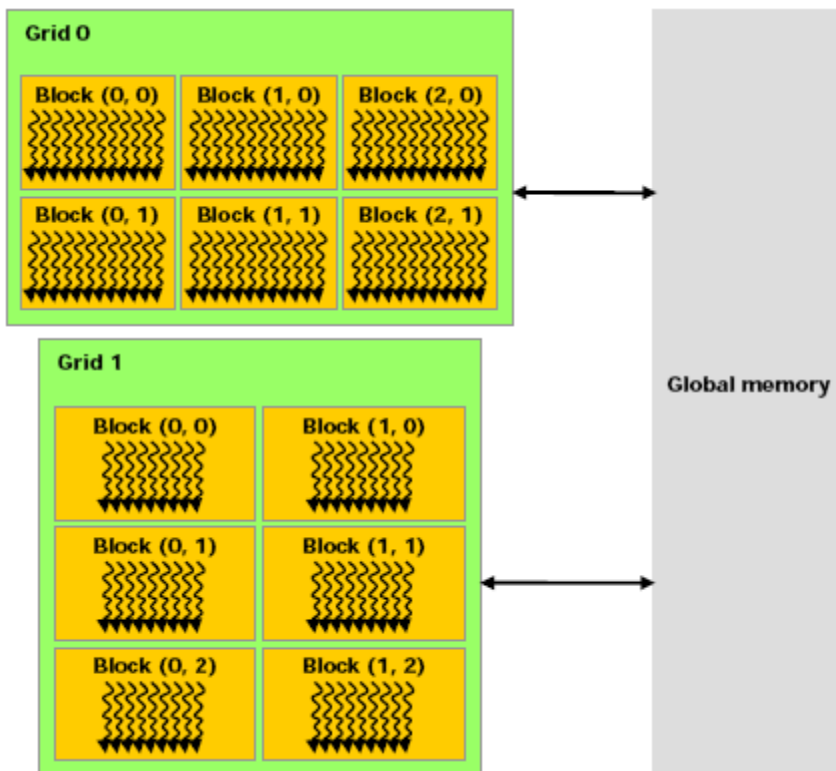 Grid 0
Block (0, 0) Block (1, 0) Block (2, 0)
Block (0, 1) Block (1, 1) Block (2, 1)
Grid 1
Global memory
Block (0, 0) Block (1, 0)
Block (0, 1) Block (1, 1)
Block (0, 2) Block (1, 2)